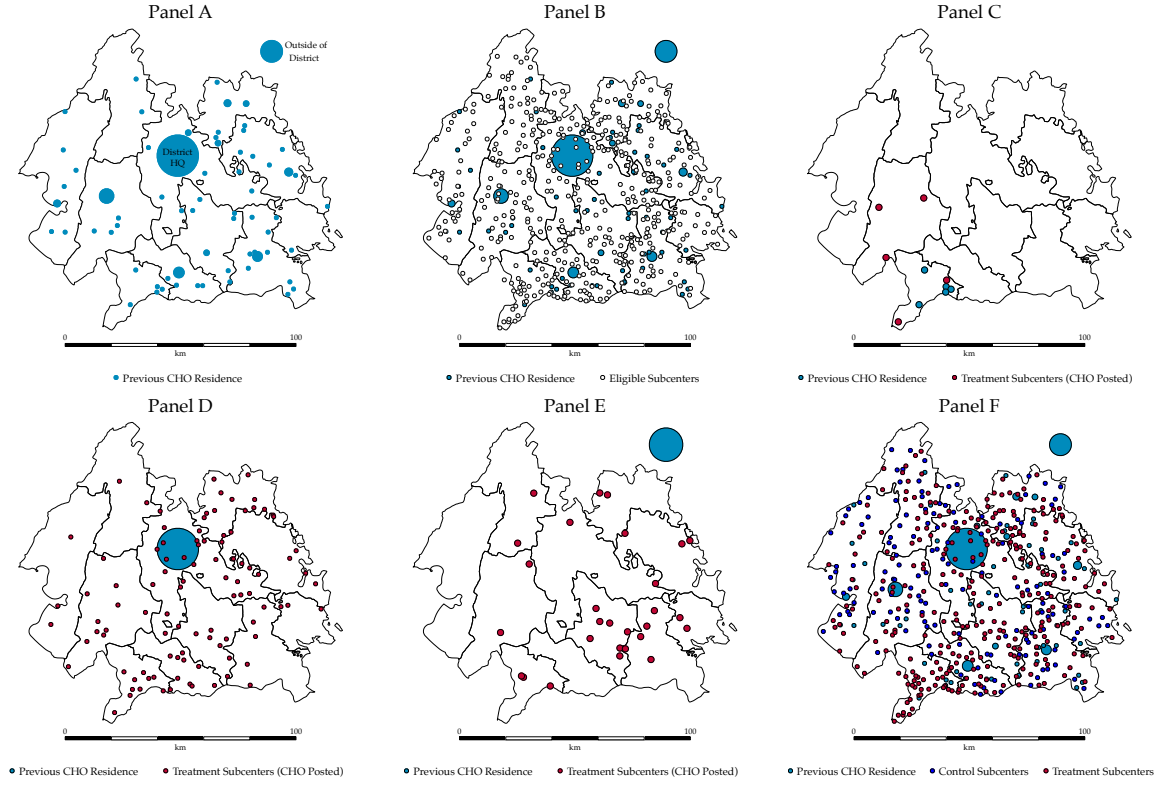 Panel A
Panel B
Panel C
Outside of
District
District
HQ
0 100
km
0 100
km
0 100
km
Previous CHO Residence
Previous CHO Residence Eligible Subcenters
Previous CHO Residence Treatment Subcenters (CHO Posted)
Panel D
Panel E
Panel F
0 100
km
0 100
km
0 100
km
Previous CHO Residence Treatment Subcenters (CHO Posted)
Previous CHO Residence Treatment Subcenters (CHO Posted)
Previous CHO Residence Control Subcenters Treatment Subcenters